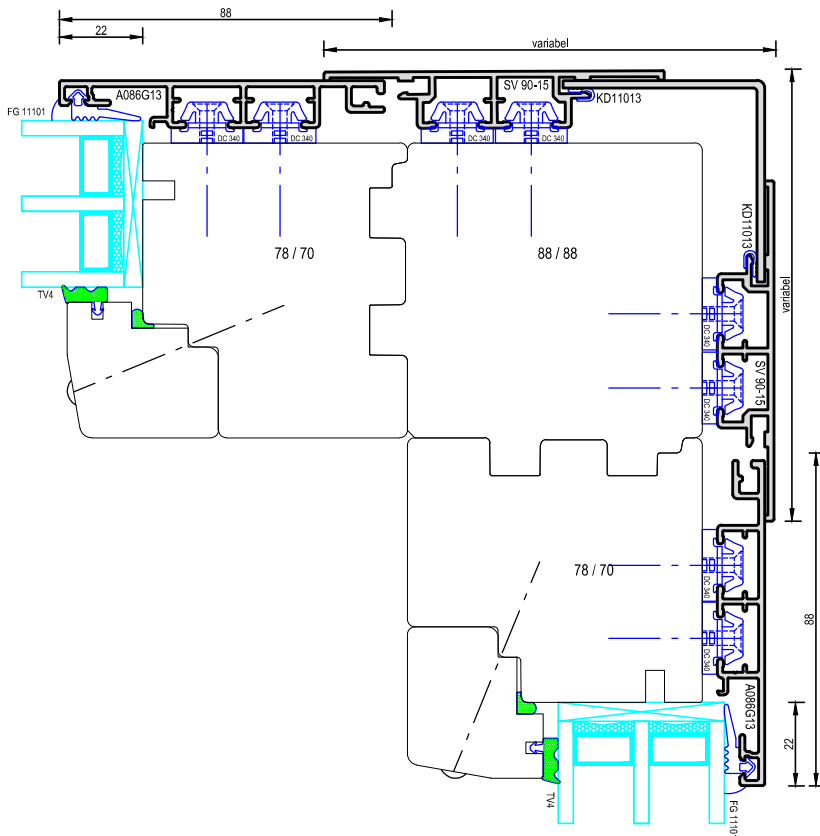 88
22
variabel
A086G13
SV 90-15
KD11013
FG 11101
DC 340
DC 340
DC 340
DC 340
78 / 70
88 / 88
KD11013
variabel
TV4
DC 340
DC 340
SV 90-15
78 / 70
DC 340
DC 340
88
A086G13
22
TV4
FG 11101